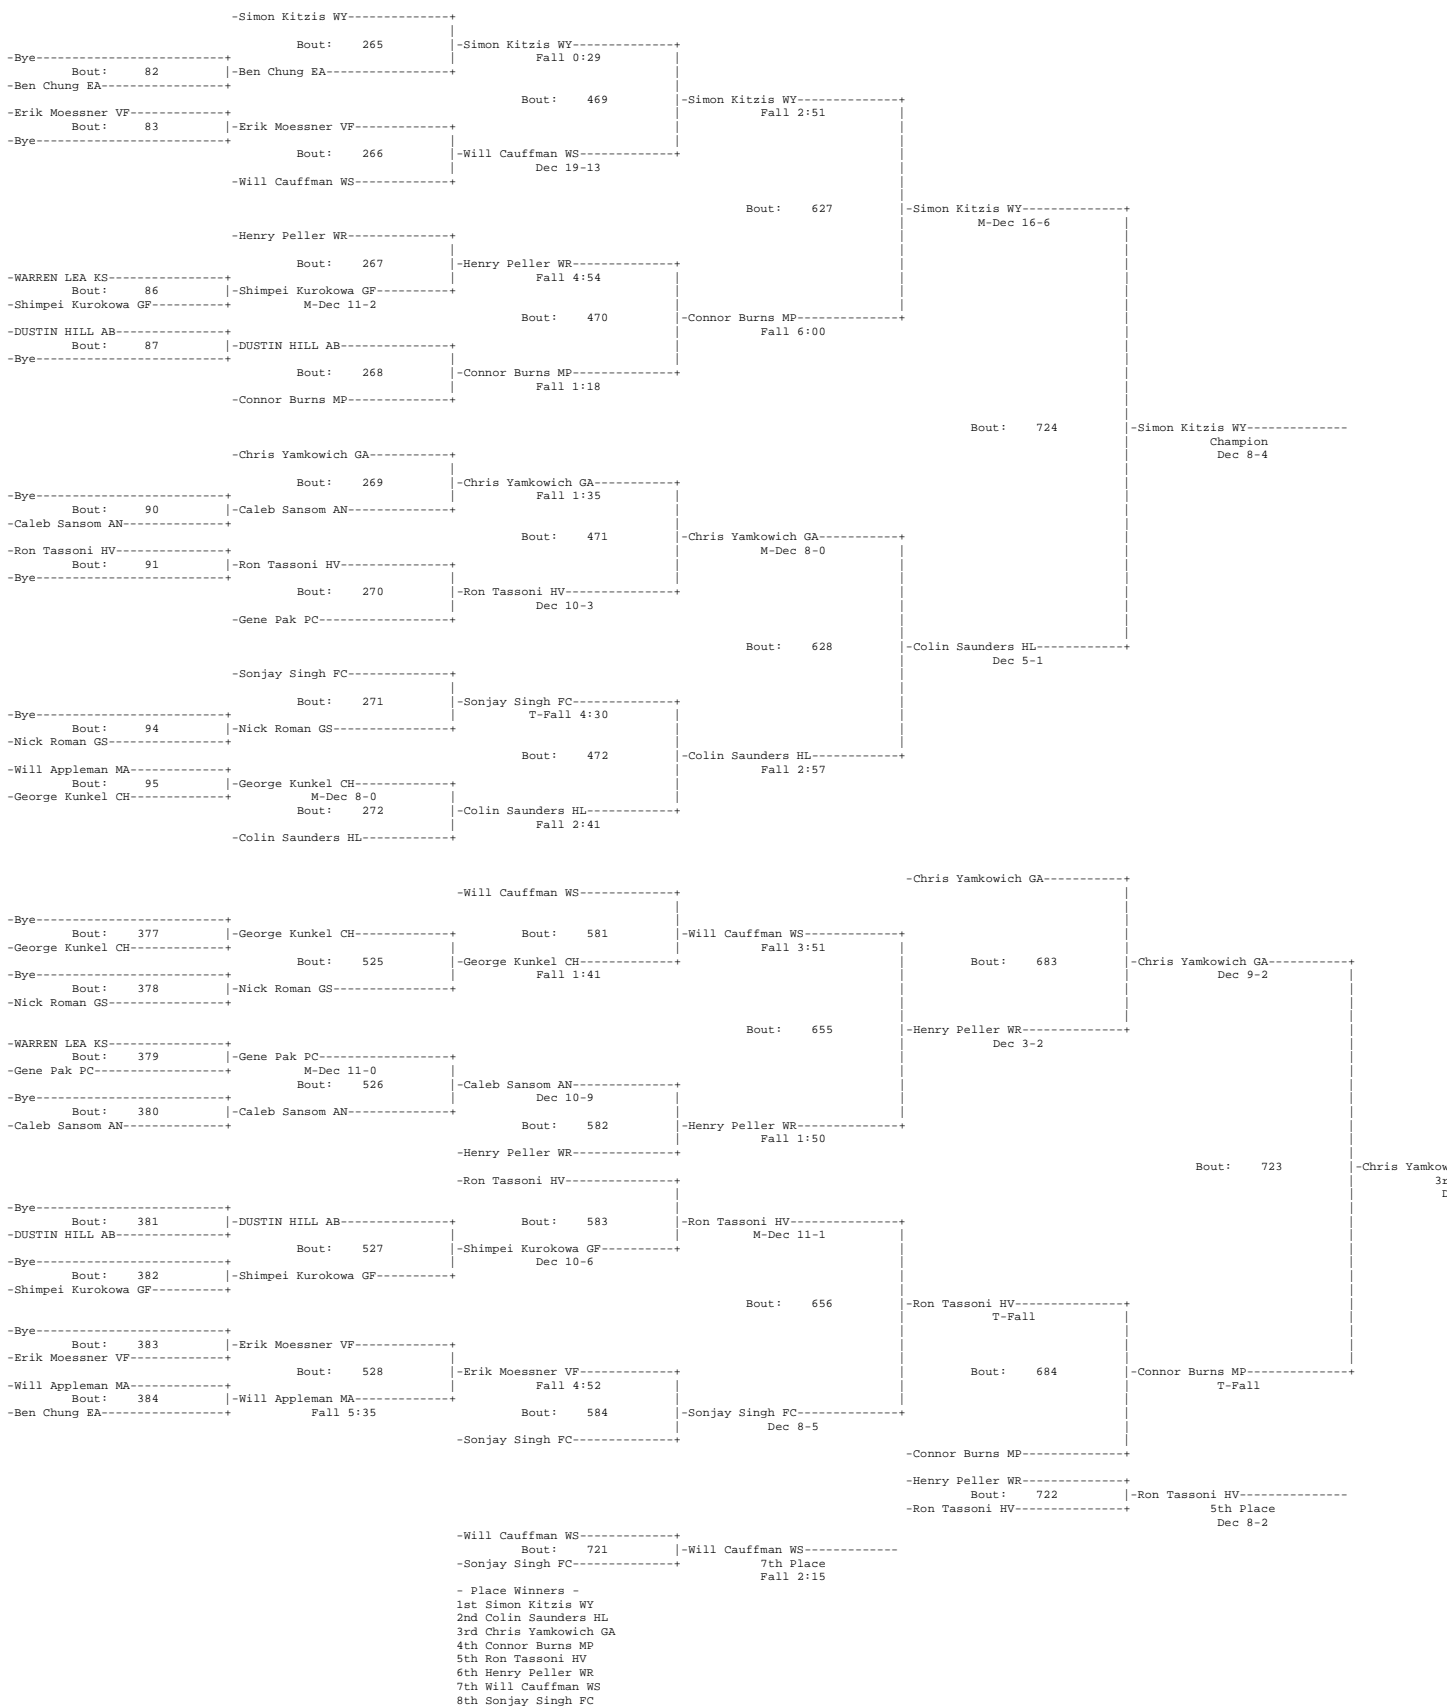 -Simon Kitzis WY---------------+
Bout: 265 |-Simon Kitzis WY---------------+
-Bye---------------------------+ Fall 0:29
Bout: 82 |-Ben Chung EA------------------+
-Ben Chung EA------------------+
Bout: 469 |-Simon Kitzis WY---------------+
-Erik Moessner VF--------------+ Fall 2:51
Bout: 83 |-Erik Moessner VF--------------+
-Bye---------------------------+
Bout: 266 |-Will Cauffman WS--------------+
Dec 19-13
-Will Cauffman WS--------------+
Bout: 627 |-Simon Kitzis WY---------------+
M-Dec 16-6
-Henry Peller WR---------------+
Bout: 267 |-Henry Peller WR---------------+
-WARREN LEA KS-----------------+ Fall 4:54
Bout: 86 |-Shimpei Kurokowa GF-----------+
-Shimpei Kurokowa GF-----------+ M-Dec 11-2
Bout: 470 |-Connor Burns MP---------------+
-DUSTIN HILL AB----------------+ Fall 6:00
Bout: 87 |-DUSTIN HILL AB----------------+
-Bye---------------------------+
Bout: 268 |-Connor Burns MP---------------+
Fall 1:18
-Connor Burns MP---------------+
Bout: 724 |-Simon Kitzis WY---------------
Champion
Dec 8-4
-Chris Yamkowich GA------------+
Bout: 269 |-Chris Yamkowich GA------------+
-Bye---------------------------+ Fall 1:35
Bout: 90 |-Caleb Sansom AN---------------+
-Caleb Sansom AN---------------+
Bout: 471 |-Chris Yamkowich GA------------+
-Ron Tassoni HV----------------+ M-Dec 8-0
Bout: 91 |-Ron Tassoni HV----------------+
-Bye---------------------------+
Bout: 270 |-Ron Tassoni HV----------------+
Dec 10-3
-Gene Pak PC-------------------+
Bout: 628 |-Colin Saunders HL-------------+
Dec 5-1
-Sonjay Singh FC---------------+
Bout: 271 |-Sonjay Singh FC---------------+
-Bye---------------------------+ T-Fall 4:30
Bout: 94 |-Nick Roman GS-----------------+
-Nick Roman GS-----------------+
Bout: 472 |-Colin Saunders HL-------------+
-Will Appleman MA--------------+ Fall 2:57
Bout: 95 |-George Kunkel CH--------------+
-George Kunkel CH--------------+ M-Dec 8-0
Bout: 272 |-Colin Saunders HL-------------+
Fall 2:41
-Colin Saunders HL-------------+
-Chris Yamkowich GA------------+
-Will Cauffman WS--------------+
-Bye---------------------------+
Bout: 377 |-George Kunkel CH--------------+ Bout: 581 |-Will Cauffman WS--------------+
-George Kunkel CH--------------+ Fall 3:51
Bout: 525 |-George Kunkel CH--------------+ Bout: 683 |-Chris Yamkowich GA------------+
-Bye---------------------------+ Fall 1:41 Dec 9-2
Bout: 378 |-Nick Roman GS-----------------+
-Nick Roman GS-----------------+
Bout: 655 |-Henry Peller WR---------------+
-WARREN LEA KS-----------------+ Dec 3-2
Bout: 379 |-Gene Pak PC-------------------+
-Gene Pak PC-------------------+ M-Dec 11-0
Bout: 526 |-Caleb Sansom AN---------------+
-Bye---------------------------+ Dec 10-9
Bout: 380 |-Caleb Sansom AN---------------+
-Caleb Sansom AN---------------+ Bout: 582 |-Henry Peller WR---------------+
Fall 1:50
-Henry Peller WR---------------+
Bout: 723 |-Chris
-Ron Tassoni HV----------------+
-Bye---------------------------+
Bout: 381 |-DUSTIN HILL AB----------------+ Bout: 583 |-Ron Tassoni HV----------------+
-DUSTIN HILL AB----------------+ M-Dec 11-1
Bout: 527 |-Shimpei Kurokowa GF-----------+
-Bye---------------------------+ Dec 10-6
Bout: 382 |-Shimpei Kurokowa GF-----------+
-Shimpei Kurokowa GF-----------+
Bout: 656 |-Ron Tassoni HV----------------+
T-Fall
-Bye---------------------------+
Bout: 383 |-Erik Moessner VF--------------+
-Erik Moessner VF--------------+
Bout: 528 |-Erik Moessner VF--------------+ Bout: 684 |-Connor Burns MP---------------+
-Will Appleman MA--------------+ Fall 4:52 T-Fall
Bout: 384 |-Will Appleman MA--------------+
-Ben Chung EA------------------+ Fall 5:35 Bout: 584 |-Sonjay Singh FC---------------+
Dec 8-5
-Sonjay Singh FC---------------+
-Connor Burns MP---------------+
-Henry Peller WR---------------+
Bout: 722 |-Ron Tassoni HV----------------
-Ron Tassoni HV----------------+ 5th Place
Dec 8-2
-Will Cauffman WS--------------+
Bout: 721 |-Will Cauffman WS--------------
-Sonjay Singh FC---------------+ 7th Place
Fall 2:15
- Place Winners -
1st Simon Kitzis WY
2nd Colin Saunders HL
3rd Chris Yamkowich GA
4th Connor Burns MP
5th Ron Tassoni HV
6th Henry Peller WR
7th Will Cauffman WS
8th Sonjay Singh FC